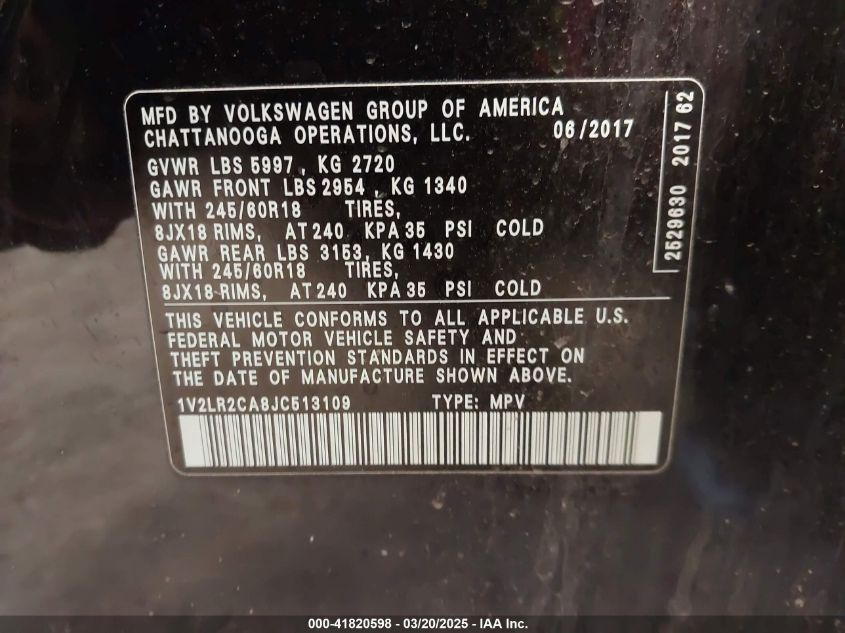 MFD BY VOLKSWAGEN GROUP OF AMERICA
CHATTANOOGA OPERATIONS, LLC. 06/2017
GVWR LBS 5997, KG 2720
GAWR FRONT LBS 2954, KG 1340
WITH 245/60R18 TIRES,
8JX18 RIMS, AT 240 KPA 35 PSI COLD
GAWR REAR LBS 3153, KG 1430
WITH 245/60R18 TIRES,
8JX18 RIMS, AT 240 KPA 35 PSI COLD
THIS VEHICLE CONFORMS TO ALL APPLICABLE U.S.
FEDERAL MOTOR VEHICLE SAFETY AND
THEFT PREVENTION STANDARDS IN EFFECT ON
THE DATE OF MANUFACTURE SHOWN ABOVE.
1V2LR2CA8JC513109 TYPE: MPV
2529630 2017 62
000-41820598 - 03/20/2025 - IAA Inc.